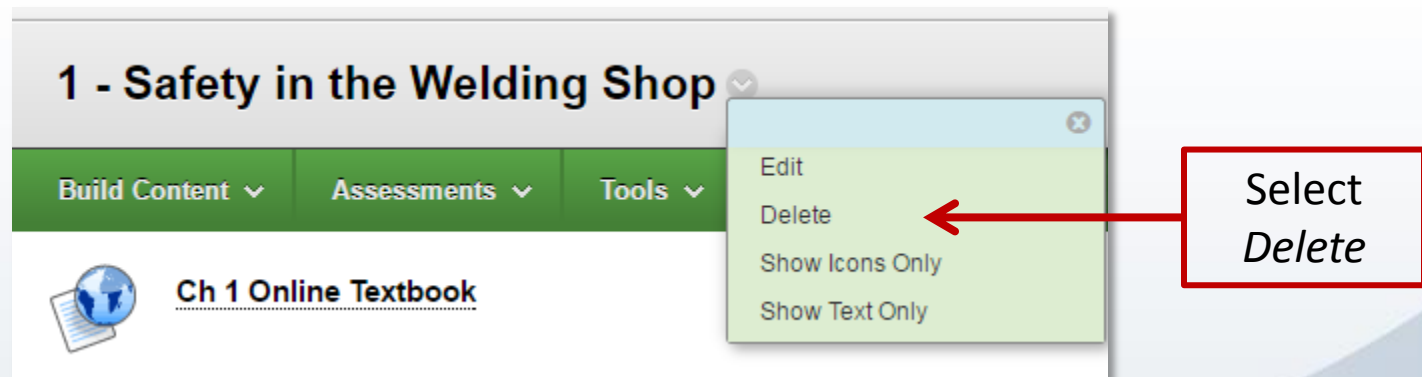 1 - Safety in the Welding Shop
Build Content
Assessments
Tools
Edit
Delete
Show Icons Only
Show Text Only
Ch 1 Online Textbook
Select
Delete